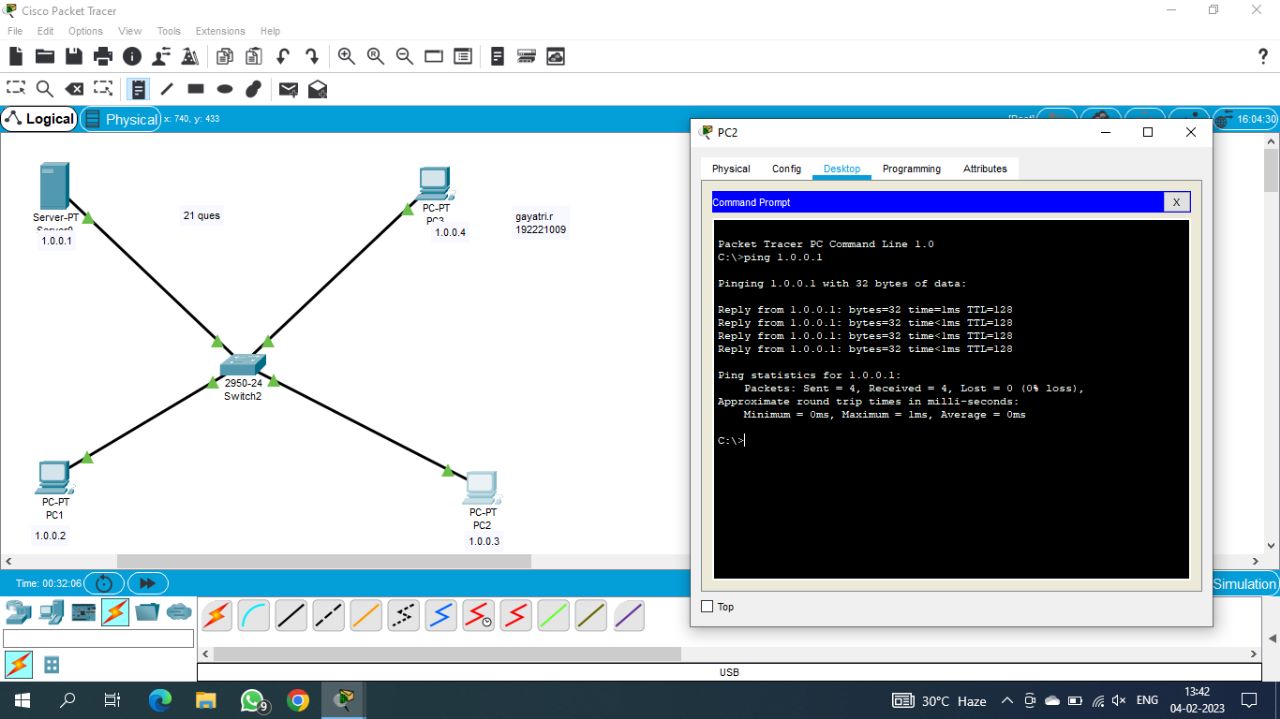 Cisco Packet Tracer
File Edit Options View Tools Extensions Help
?
Logical
Physical
x: 740, y: 433
16:04:30
Server-PT
1.0.0.1
21 ques
PC-PT
PC3
1.0.0.4
gayatri.r
192221009
2950-24
Switch2
PC-PT
PC1
1.0.0.2
PC-PT
PC2
1.0.0.3
PC2
Physical Config Desktop Programming Attributes
Command Prompt
X
Packet Tracer PC Command Line 1.0
C:\>ping 1.0.0.1
Pinging 1.0.0.1 with 32 bytes of data:
Reply from 1.0.0.1: bytes=32 time=1ms TTL=128
Reply from 1.0.0.1: bytes=32 time<1ms TTL=128
Reply from 1.0.0.1: bytes=32 time<1ms TTL=128
Reply from 1.0.0.1: bytes=32 time<1ms TTL=128
Ping statistics for 1.0.0.1:
Packets: Sent = 4, Received = 4, Lost = 0 (0% loss),
Approximate round trip times in milli-seconds:
Minimum = 0ms, Maximum = 1ms, Average = 0ms
C:\>
Top
Time: 00:32:06
Simulation
USB
9
30°C Haze
ENG
13:42
04-02-2023